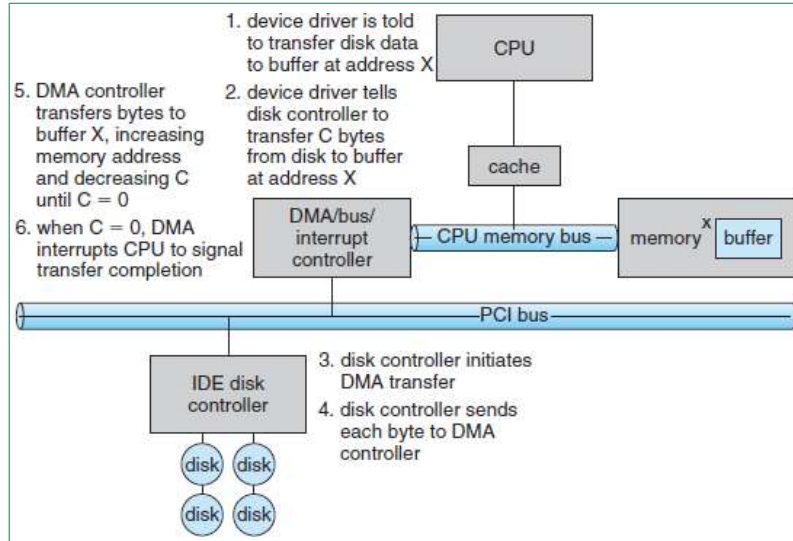 1. device driver is told
to transfer disk data
to buffer at address X
2. device driver tells
disk controller to
transfer C bytes
from disk to buffer
at address X
5. DMA controller
transfers bytes to
buffer X, increasing
memory address
and decreasing C
until C = 0
6. when C = 0, DMA
interrupts CPU to signal
transfer completion
CPU
cache
DMA/bus/
interrupt
controller
CPU memory bus
memory
x
buffer
PCI bus
IDE disk
controller
3. disk controller initiates
DMA transfer
4. disk controller sends
each byte to DMA
controller
disk
disk
disk
disk